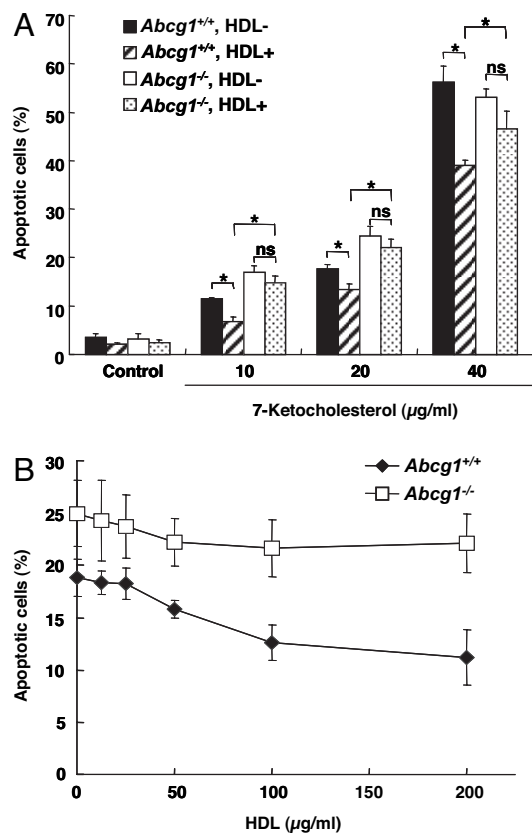 A
70
60
50
40
30
20
10
0
Apoptotic cells (%)
Abcg1+/+, HDL-
Abcg1+/+, HDL+
Abcg1-/-, HDL-
Abcg1-/-, HDL+
* * ns
* * ns
* * ns
Control 10 20 40
7-Ketocholesterol (µg/ml)
B
30
25
20
15
10
5
0
Apoptotic cells (%)
Abcg1+/+
Abcg1-/-
0 50 100 150 200
HDL (µg/ml)